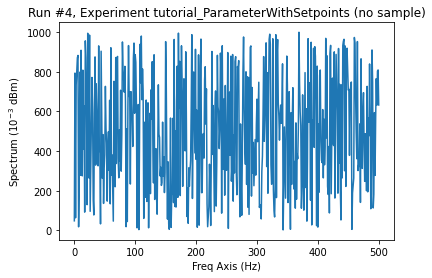 Run #4, Experiment tutorial_ParameterWithSetpoints (no sample)
1000
800
600
400
200
0
Spectrum (10⁻³ dBm)
0 100 200 300 400 500
Freq Axis (Hz)